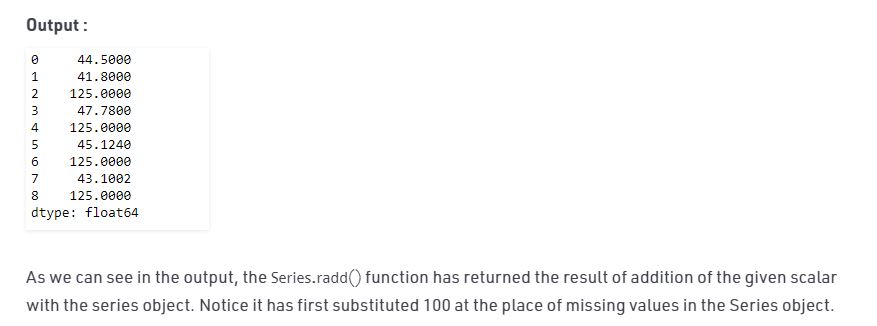 Output :
0 44.5000
1 41.8000
2 125.0000
3 47.7800
4 125.0000
5 45.1240
6 125.0000
7 43.1002
8 125.0000
dtype: float64
As we can see in the output, the Series.radd() function has returned the result of addition of the given scalar
with the series object. Notice it has first substituted 100 at the place of missing values in the Series object.